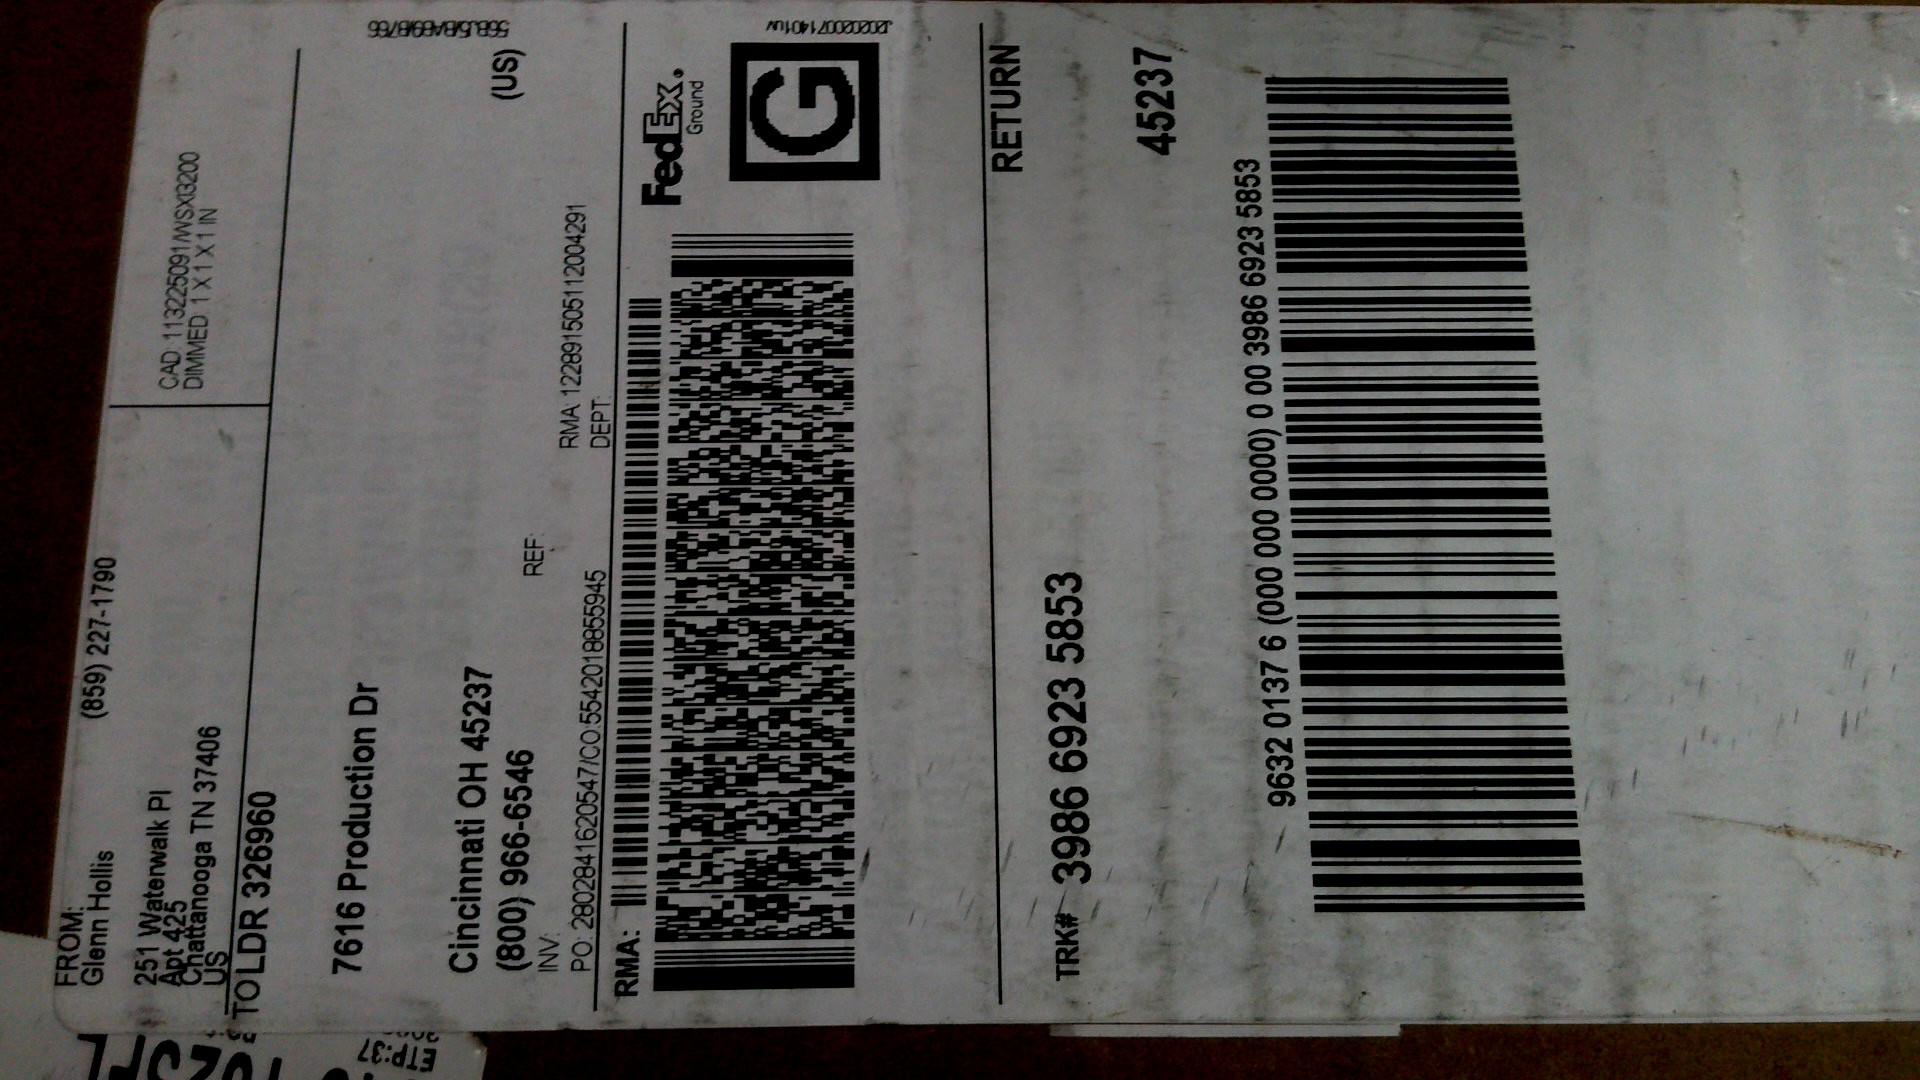 FROM:
Glenn Hollis
(859) 227-1790
251 Waterwalk Pl
Apt 425
Chattanooga TN 37406
US
CAD: 113225091/WSXI3200
DIMMED 1 X 1 X 1 IN
TO LDR 326960
7616 Production Dr
Cincinnati OH 45237
(US)
(800) 966-6546
INV:
REF:
PO: 280284162054​7/CO:5542018855945
RMA: 122891505112004291
DEPT:
RMA:
FedEx.
Ground
G
RETURN
TRK# 3986 6923 5853
45237
9632 0137 6 (000 000 0000) 0 00 3986 6923 5853
ETP:37